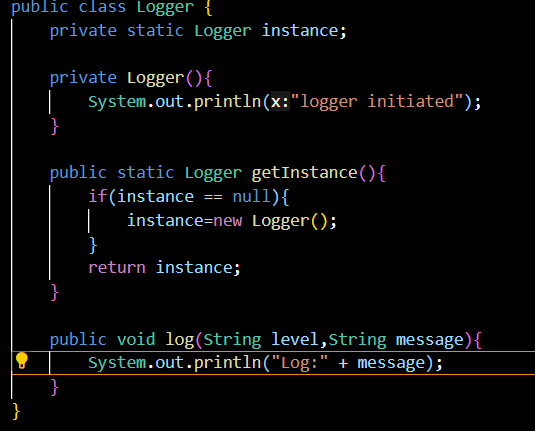 public class Logger {
    private static Logger instance;
    private Logger(){
        System.out.println(x:"logger initiated");
    }
    public static Logger getInstance(){
        if(instance == null){
            instance=new Logger();
        }
        return instance;
    }
    public void log(String level,String message){
        System.out.println("Log:" + message);
    }
}